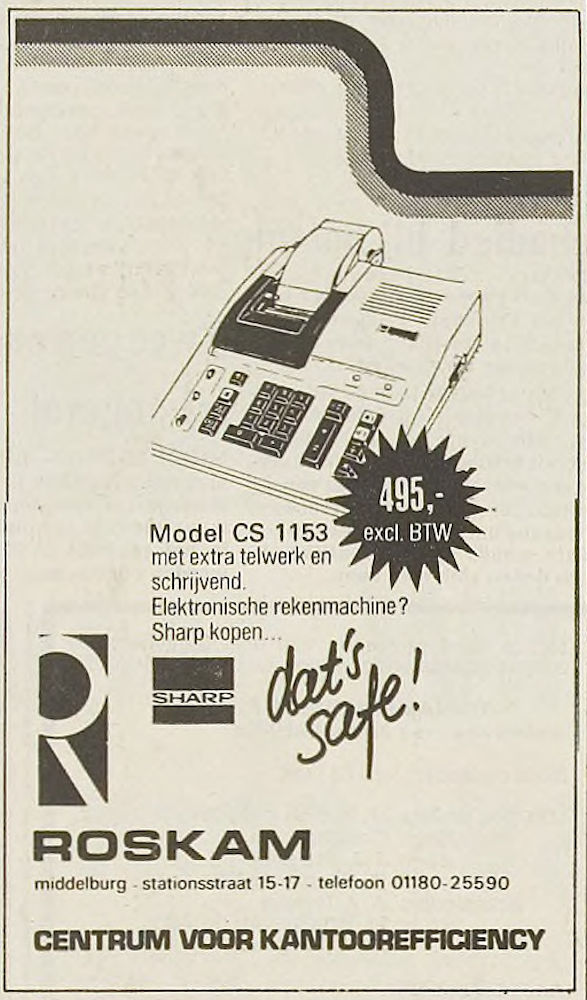 495,-
excl. BTW
Model CS 1153
met extra telwerk en
schrijvend.
Elektronische rekenmachine?
Sharp kopen...
SHARP
dat's
safe!
R
ROSKAM
middelburg - stationsstraat 15-17 - telefoon 01180-25590
CENTRUM VOOR KANTOOREFFICIENCY